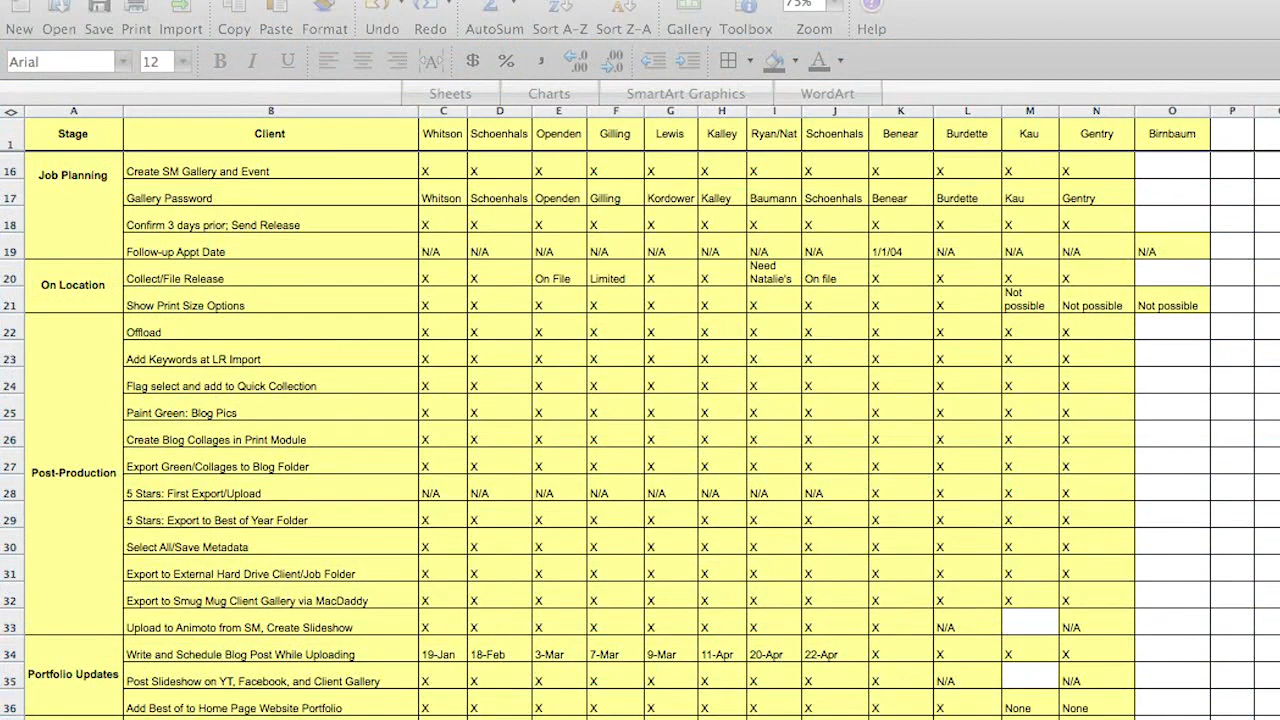 75%
New Open Save Print Import Copy Paste Format Undo Redo AutoSum Sort A-Z Sort Z-A Gallery Toolbox Zoom Help
Arial 12 B I U A $ % , .0 .00 .00 .0 A
Sheets Charts SmartArt Graphics WordArt
A B C D E F G H I J K L M N O P
1 Stage Client Whitson Schoenhals Openden Gilling Lewis Kalley Ryan/Nat Schoenhals Benear Burdette Kau Gentry Birnbaum
16 Job Planning Create SM Gallery and Event X X X X X X X X X X X X
17 Gallery Password Whitson Schoenhals Openden Gilling Kordower Kalley Baumann Schoenhals Benear Burdette Kau Gentry
18 Confirm 3 days prior; Send Release X X X X X X X X X X X X
19 Follow-up Appt Date N/A N/A N/A N/A N/A N/A N/A N/A 1/1/04 N/A N/A N/A N/A
20 On Location Collect/File Release X X On File Limited X X Need Natalie's On file X X X X
21 Show Print Size Options X X X X X X X X X X Not possible Not possible Not possible
22 Offload X X X X X X X X X X X X
23 Add Keywords at LR Import X X X X X X X X X X X X
24 Flag select and add to Quick Collection X X X X X X X X X X X X
25 Paint Green: Blog Pics X X X X X X X X X X X X
26 Create Blog Collages in Print Module X X X X X X X X X X X X
27 Post-Production Export Green/Collages to Blog Folder X X X X X X X X X X X X
28 5 Stars: First Export/Upload N/A N/A N/A N/A N/A N/A N/A N/A X X X X
29 5 Stars: Export to Best of Year Folder X X X X X X X X X X X X
30 Select All/Save Metadata X X X X X X X X X X X X
31 Export to External Hard Drive Client/Job Folder X X X X X X X X X X X X
32 Export to Smug Mug Client Gallery via MacDaddy X X X X X X X X X X X X
33 Upload to Animoto from SM, Create Slideshow X X X X X X X X X N/A N/A
34 Write and Schedule Blog Post While Uploading 19-Jan 18-Feb 3-Mar 7-Mar 9-Mar 11-Apr 20-Apr 22-Apr X X X X
35 Portfolio Updates Post Slideshow on YT, Facebook, and Client Gallery X X X X X X X X X N/A N/A
36 Add Best of to Home Page Website Portfolio X X X X X X X X X X None None